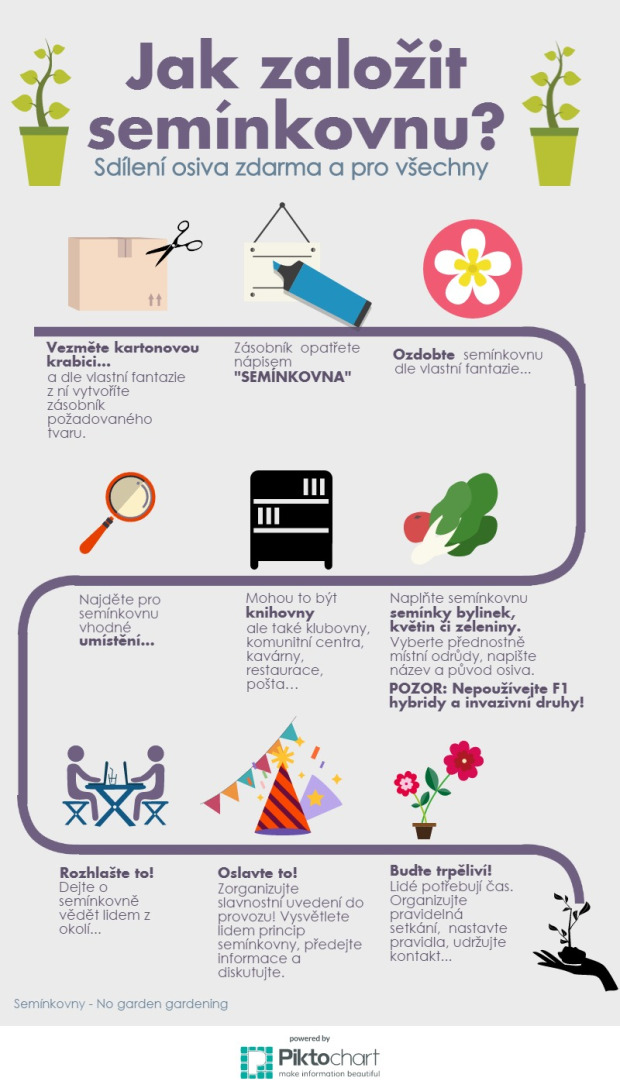 Jak založit
semínkovnu?
Sdílení osiva zdarma a pro všechny
Vezměte kartonovou
krabici...
a dle vlastní fantazie
z ní vytvoříte
zásobník
požadovaného
tvaru.
Zásobník opatřete
nápisem
"SEMÍNKOVNA"
Ozdobte semínkovnu
dle vlastní fantazie...
Naplňte semínkovnu
semínky bylinek,
květin či zeleniny.
Vyberte přednostně
místní odrůdy, napište
název a původ osiva.
POZOR: Nepoužívejte F1
hybridy a invazivní druhy!
Mohou to být
knihovny
ale také klubovny,
komunitní centra,
kavárny,
restaurace,
pošta...
Najděte pro
semínkovnu
vhodné
umístění...
Rozhlašte to!
Dejte o
semínkovně
vědět lidem z
okolí...
Oslavte to!
Zorganizujte
slavnostní uvedení do
provozu! Vysvětlete
lidem princip
semínkovny, předejte
informace a
diskutujte.
Buďte trpěliví!
Lidé potřebují čas.
Organizujte
pravidelná
setkání, nastavte
pravidla, udržujte
kontakt...
Semínkovny - No garden gardening
powered by
Piktochart
make information beautiful